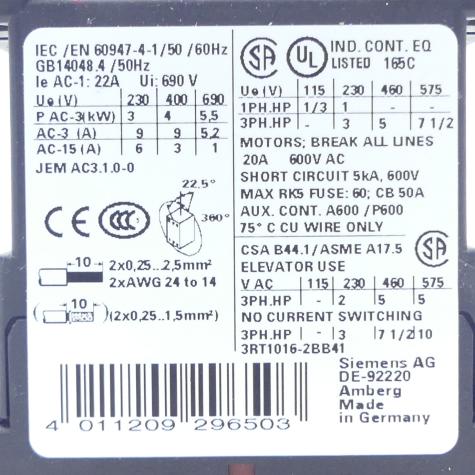 IEC /EN 60947-4-1/50 /60Hz
GB14048.4 /50Hz
Ie AC-1: 22A Ui: 690 V
Ue (V) 230 400 690
P AC-3(kW) 3 4 5,5
AC-3 (A) 9 9 5,2
AC-15 (A) 6 3 1
JEM AC3.1.0-0
22.5°
360°
CE CCC
10 2x0,25...2,5mm²
2xAWG 24 to 14
10 (2x0,25...1,5mm²)
SA UL IND. CONT. EQ
LISTED 165C
Ue (V) 115 230 460 575
1PH.HP 1/3 1 - -
3PH.HP - 3 5 7 1/2
MOTORS; BREAK ALL LINES
20A 600V AC
SHORT CIRCUIT 5kA, 600V
MAX RK5 FUSE: 60; CB 50A
AUX. CONT. A600 /P600
75° C CU WIRE ONLY
CSA B44.1/ASME A17.5 SA
ELEVATOR USE
V AC 115 230 460 575
3PH.HP - 2 5 5
NO CURRENT SWITCHING
3PH.HP - 3 7 1/2 10
3RT1016-2BB41
Siemens AG
DE-92220
Amberg
Made
in Germany
4 011209 296503